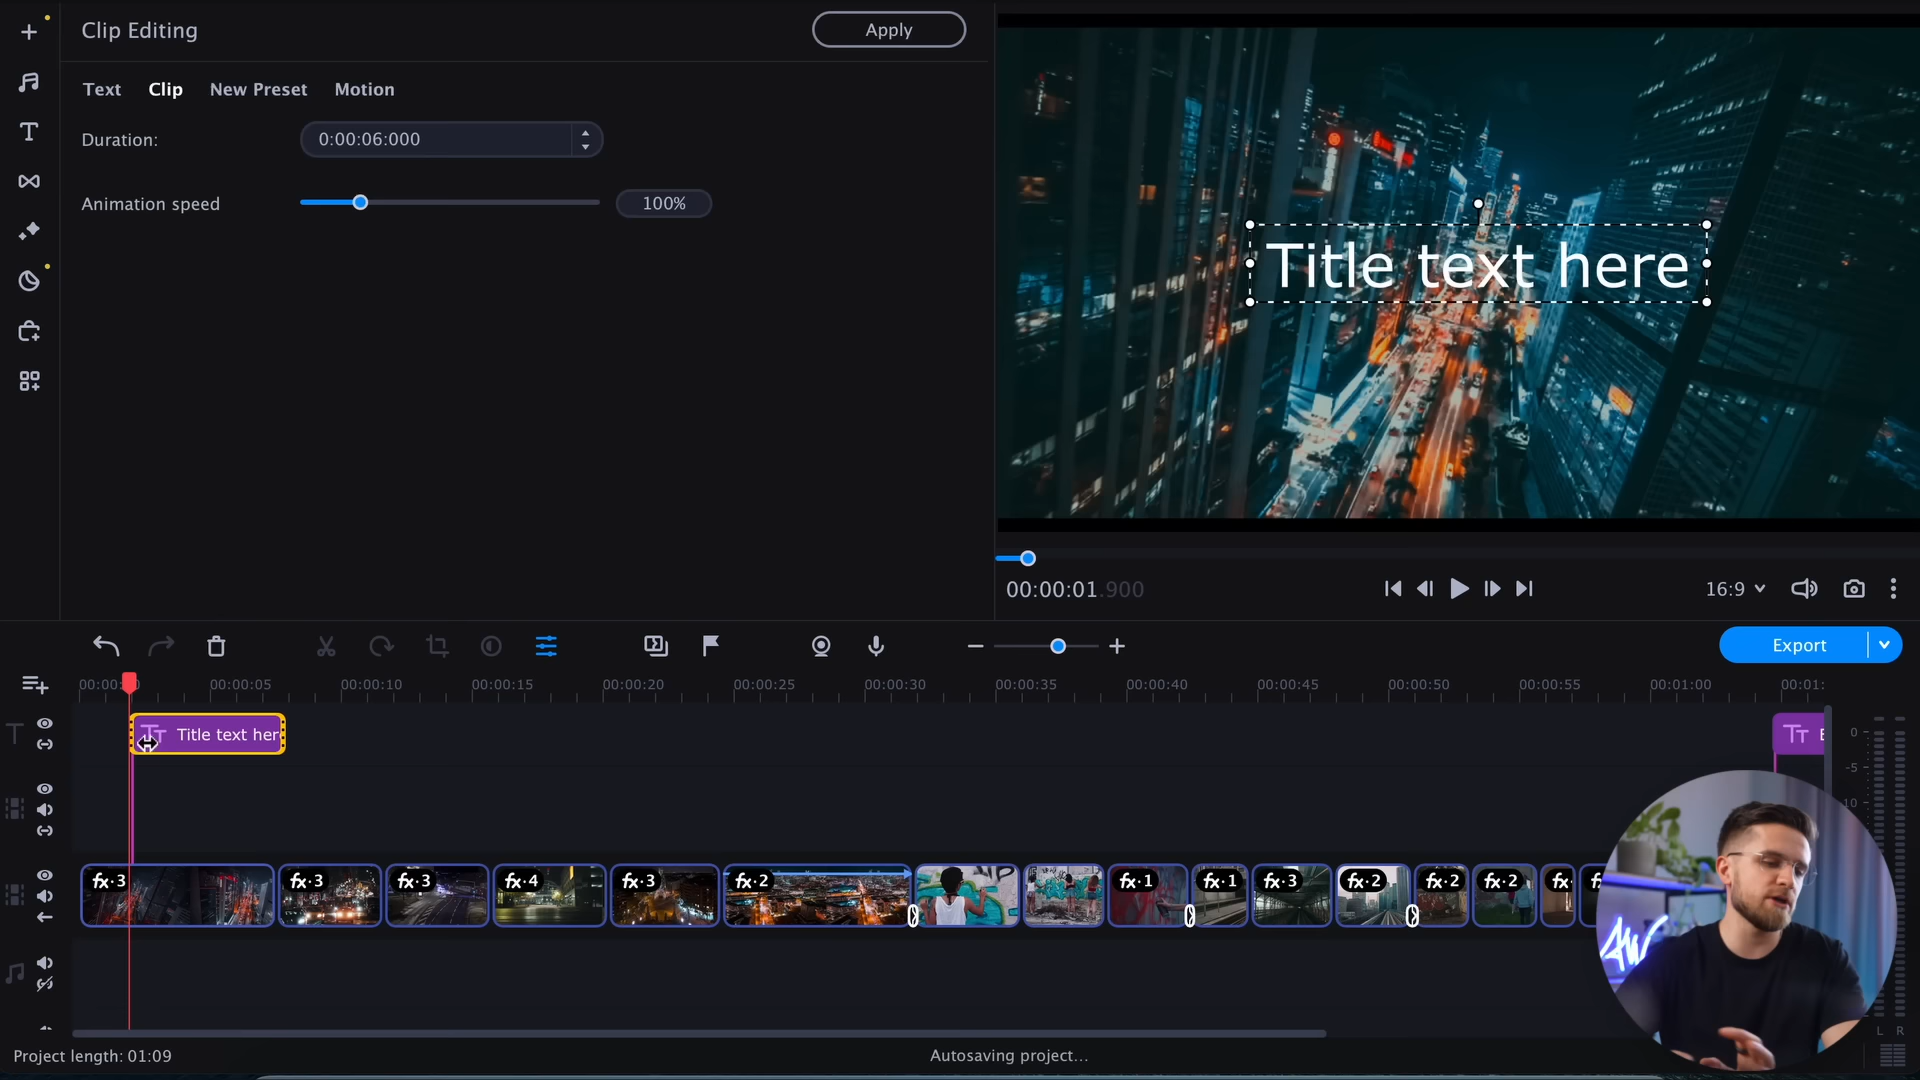 Clip Editing
Apply
Text Clip New Preset Motion
Duration: 0:00:06:000
Animation speed 100%
Title text here
00:00:01.900
16:9
Export
00:00:05 00:00:10 00:00:15 00:00:20 00:00:25 00:00:30 00:00:35 00:00:40 00:00:45 00:00:50 00:00:55 00:01:00
Title text her
0
-5
10
fx·3 fx·3 fx·3 fx·4 fx·3 fx·2 fx·1 fx·1 fx·3 fx·2 fx·2 fx·2
L R
Project length: 01:09
Autosaving project...